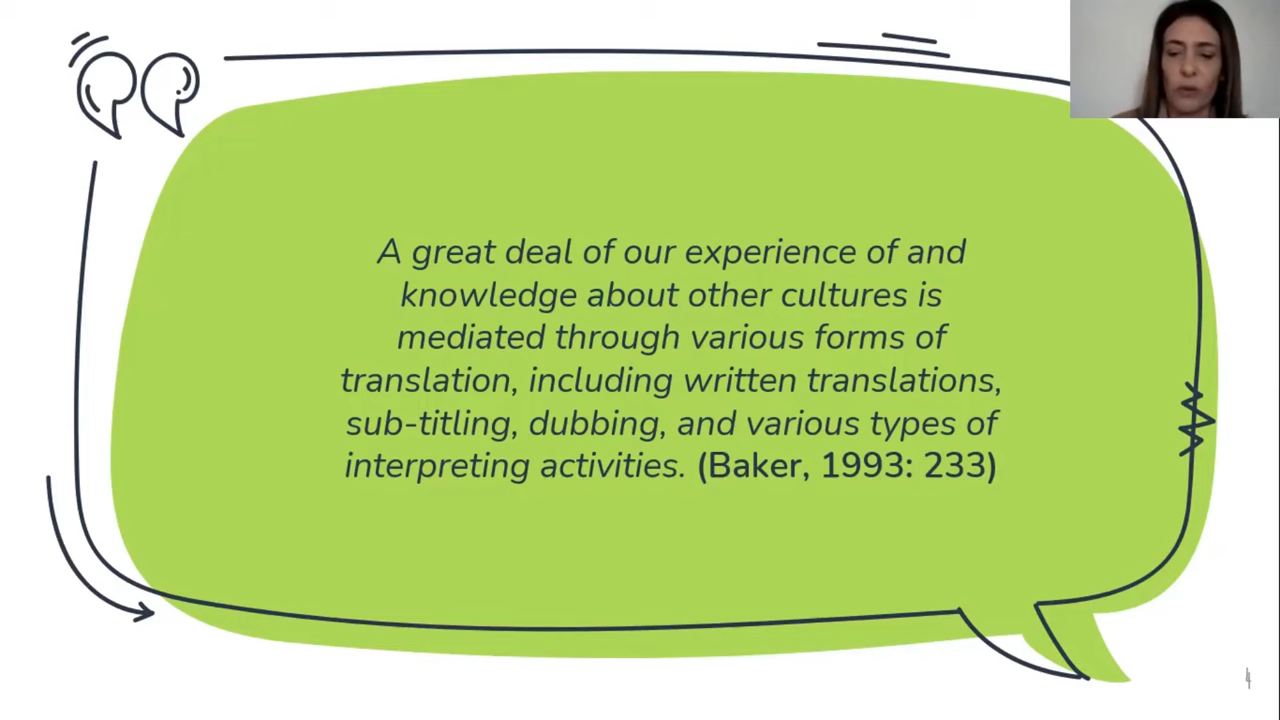 A great deal of our experience of and
knowledge about other cultures is
mediated through various forms of
translation, including written translations,
sub-titling, dubbing, and various types of
interpreting activities. (Baker, 1993: 233)
4